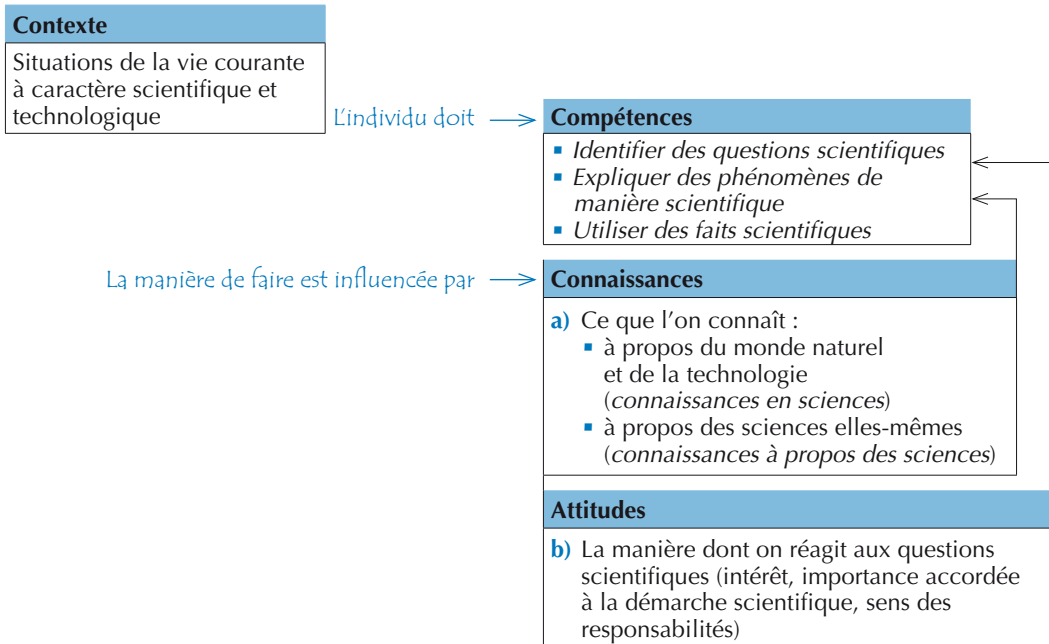 Contexte
Situations de la vie courante
à caractère scientifique et
technologique
L'individu doit
Compétences
▪ Identifier des questions scientifiques
▪ Expliquer des phénomènes de
manière scientifique
▪ Utiliser des faits scientifiques
La manière de faire est influencée par
Connaissances
a) Ce que l'on connaît :
▪ à propos du monde naturel
et de la technologie
(connaissances en sciences)
▪ à propos des sciences elles-mêmes
(connaissances à propos des sciences)
Attitudes
b) La manière dont on réagit aux questions
scientifiques (intérêt, importance accordée
à la démarche scientifique, sens des
responsabilités)